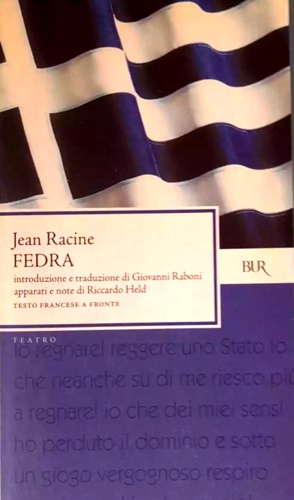 Jean Racine
FEDRA
introduzione e traduzione di Giovanni Raboni
apparati e note di Riccardo Held
TESTO FRANCESE A FRONTE
BUR
TEATRO
Io regnare! reggere uno Stato io
che neanche su di me riesco più
a regnare! io che dei miei sensi
ho perduto il dominio e sotto
un giogo vergognoso respiro